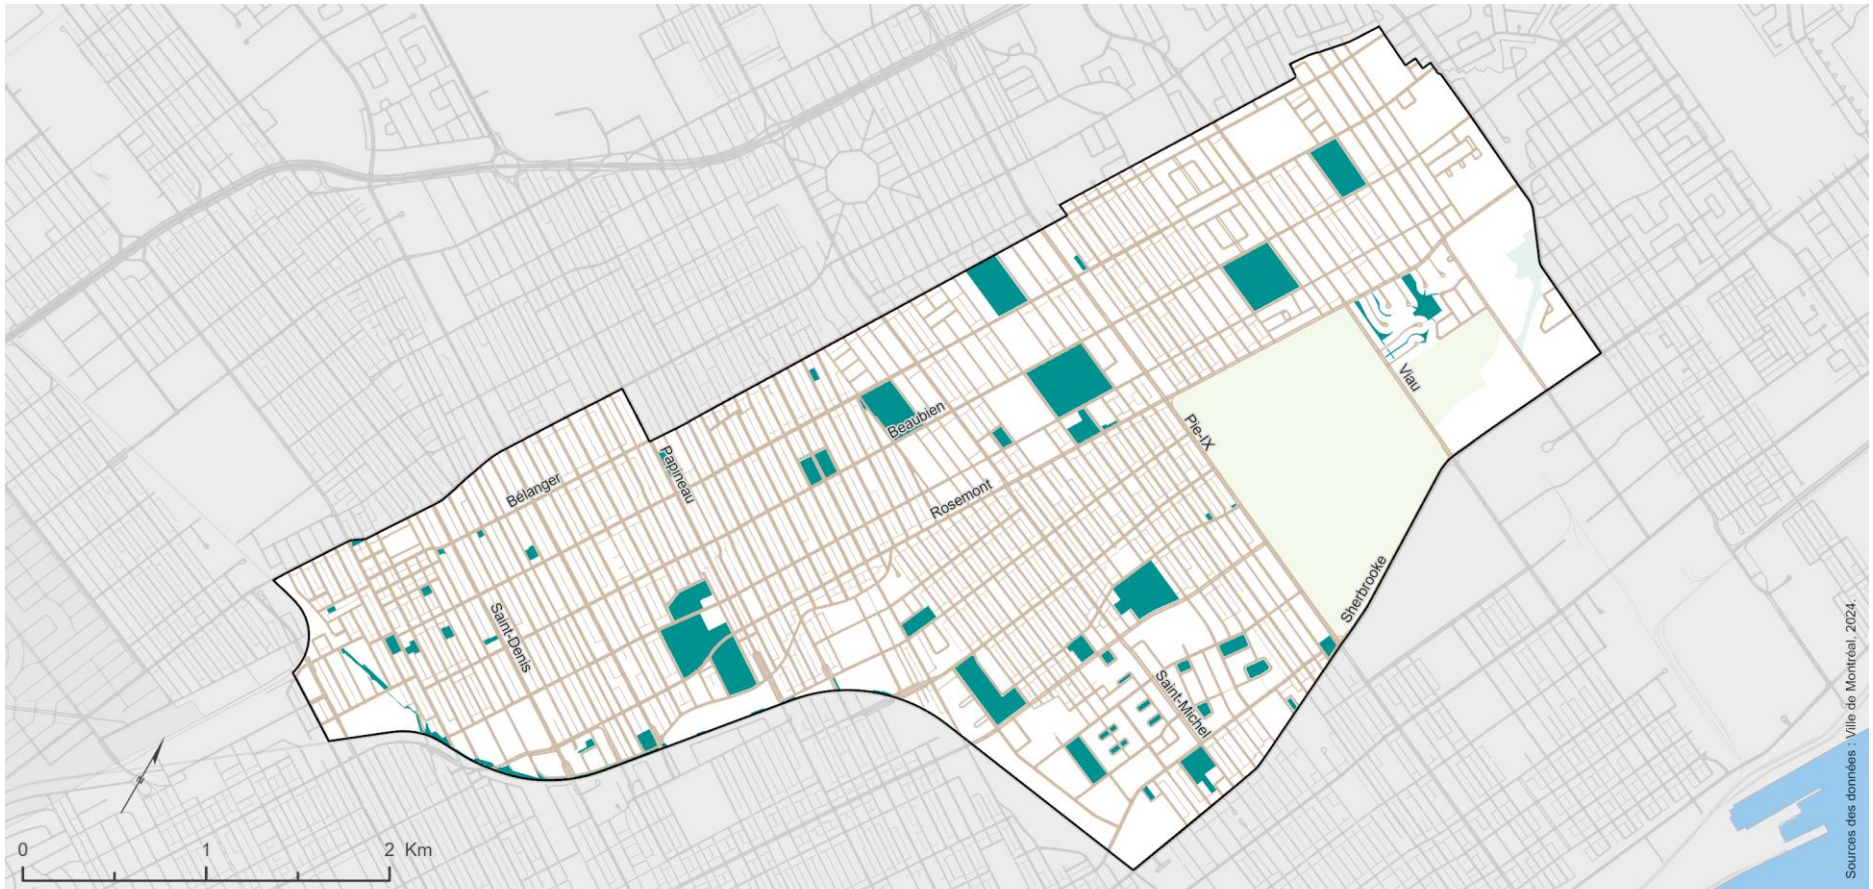 Viau
Pie-IX
Beaubien
Papineau
Bélanger
Rosemont
Sherbrooke
Saint-Denis
Saint-Michel
N
0 1 2 Km
Sources des données : Ville de Montréal, 2024.